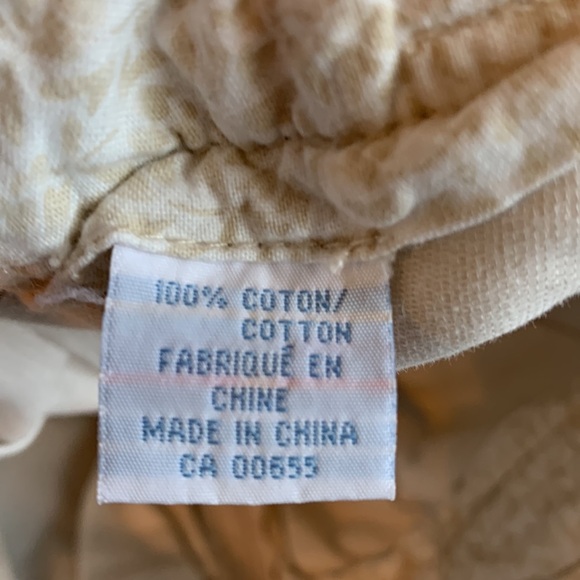 100% COTON/
COTTON
FABRIQUÉ EN
CHINE
MADE IN CHINA
CA 00655